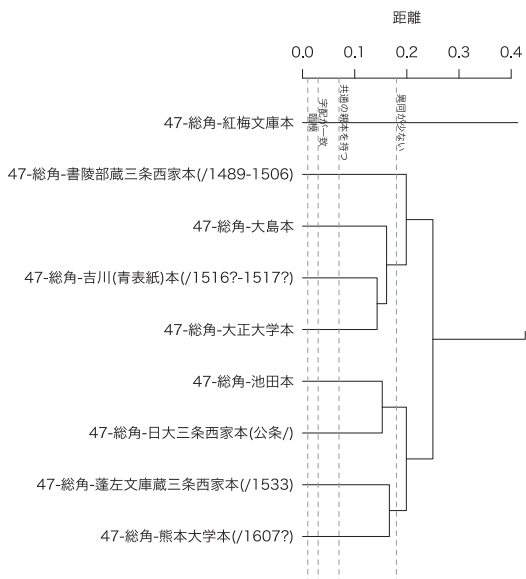 距離
0.0 0.1 0.2 0.3 0.4
臨模
字配が一致
共通の親本を持つ
異同が少ない
47-総角-紅梅文庫本
47-総角-書陵部蔵三条西家本(/1489-1506)
47-総角-大島本
47-総角-吉川(青表紙)本(/1516?-1517?)
47-総角-大正大学本
47-総角-池田本
47-総角-日大三条西家本(公条/)
47-総角-蓬左文庫蔵三条西家本(/1533)
47-総角-熊本大学本(/1607?)